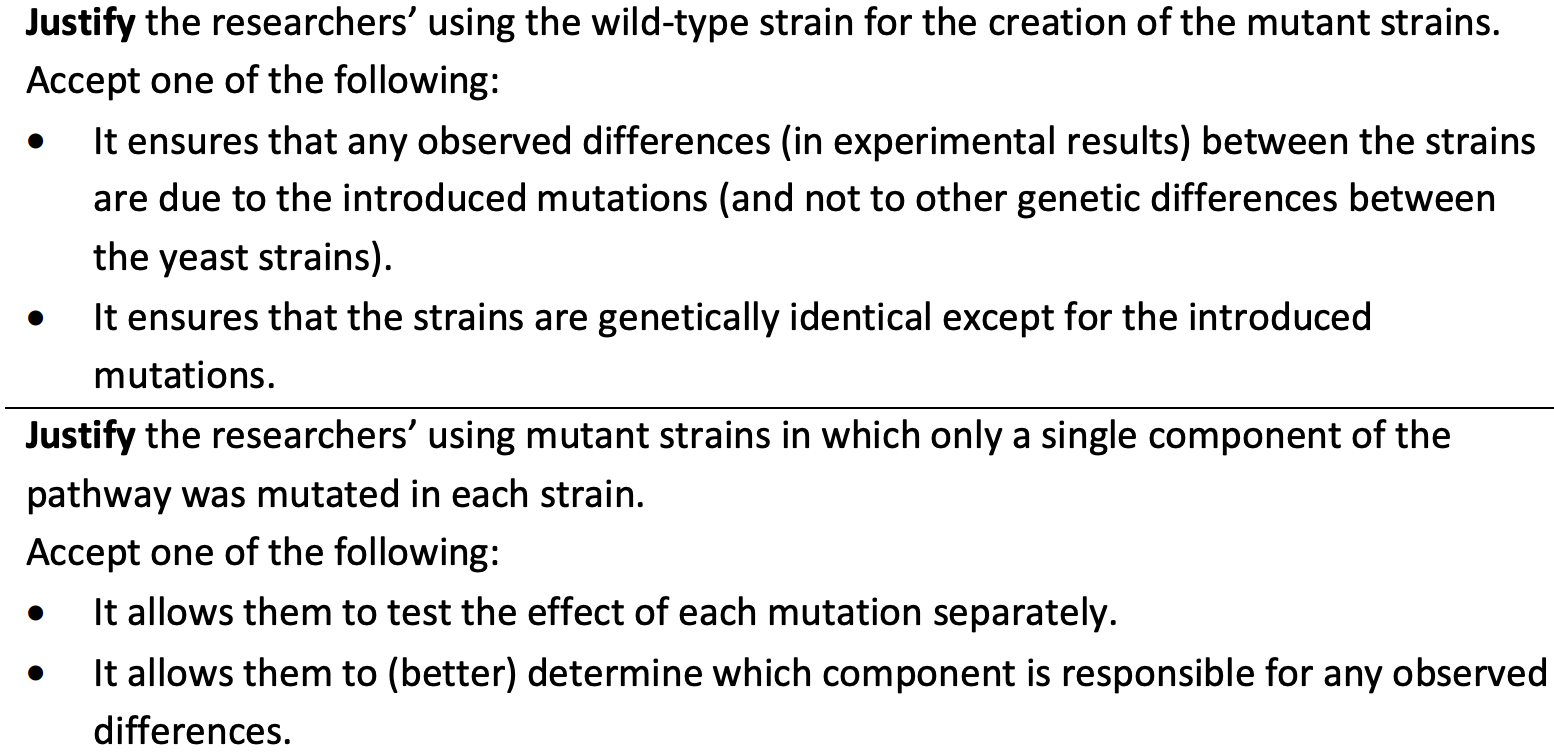 Justify the researchers’ using the wild-type strain for the creation of the mutant strains.
Accept one of the following:
• It ensures that any observed differences (in experimental results) between the strains
are due to the introduced mutations (and not to other genetic differences between
the yeast strains).
• It ensures that the strains are genetically identical except for the introduced
mutations.
Justify the researchers’ using mutant strains in which only a single component of the
pathway was mutated in each strain.
Accept one of the following:
• It allows them to test the effect of each mutation separately.
• It allows them to (better) determine which component is responsible for any observed
differences.